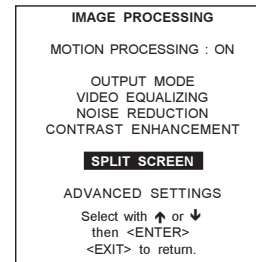 IMAGE PROCESSING
MOTION PROCESSING : ON
OUTPUT MODE
VIDEO EQUALIZING
NOISE REDUCTION
CONTRAST ENHANCEMENT
SPLIT SCREEN
ADVANCED SETTINGS
Select with ↑ or ↓
then <ENTER>
<EXIT> to return.